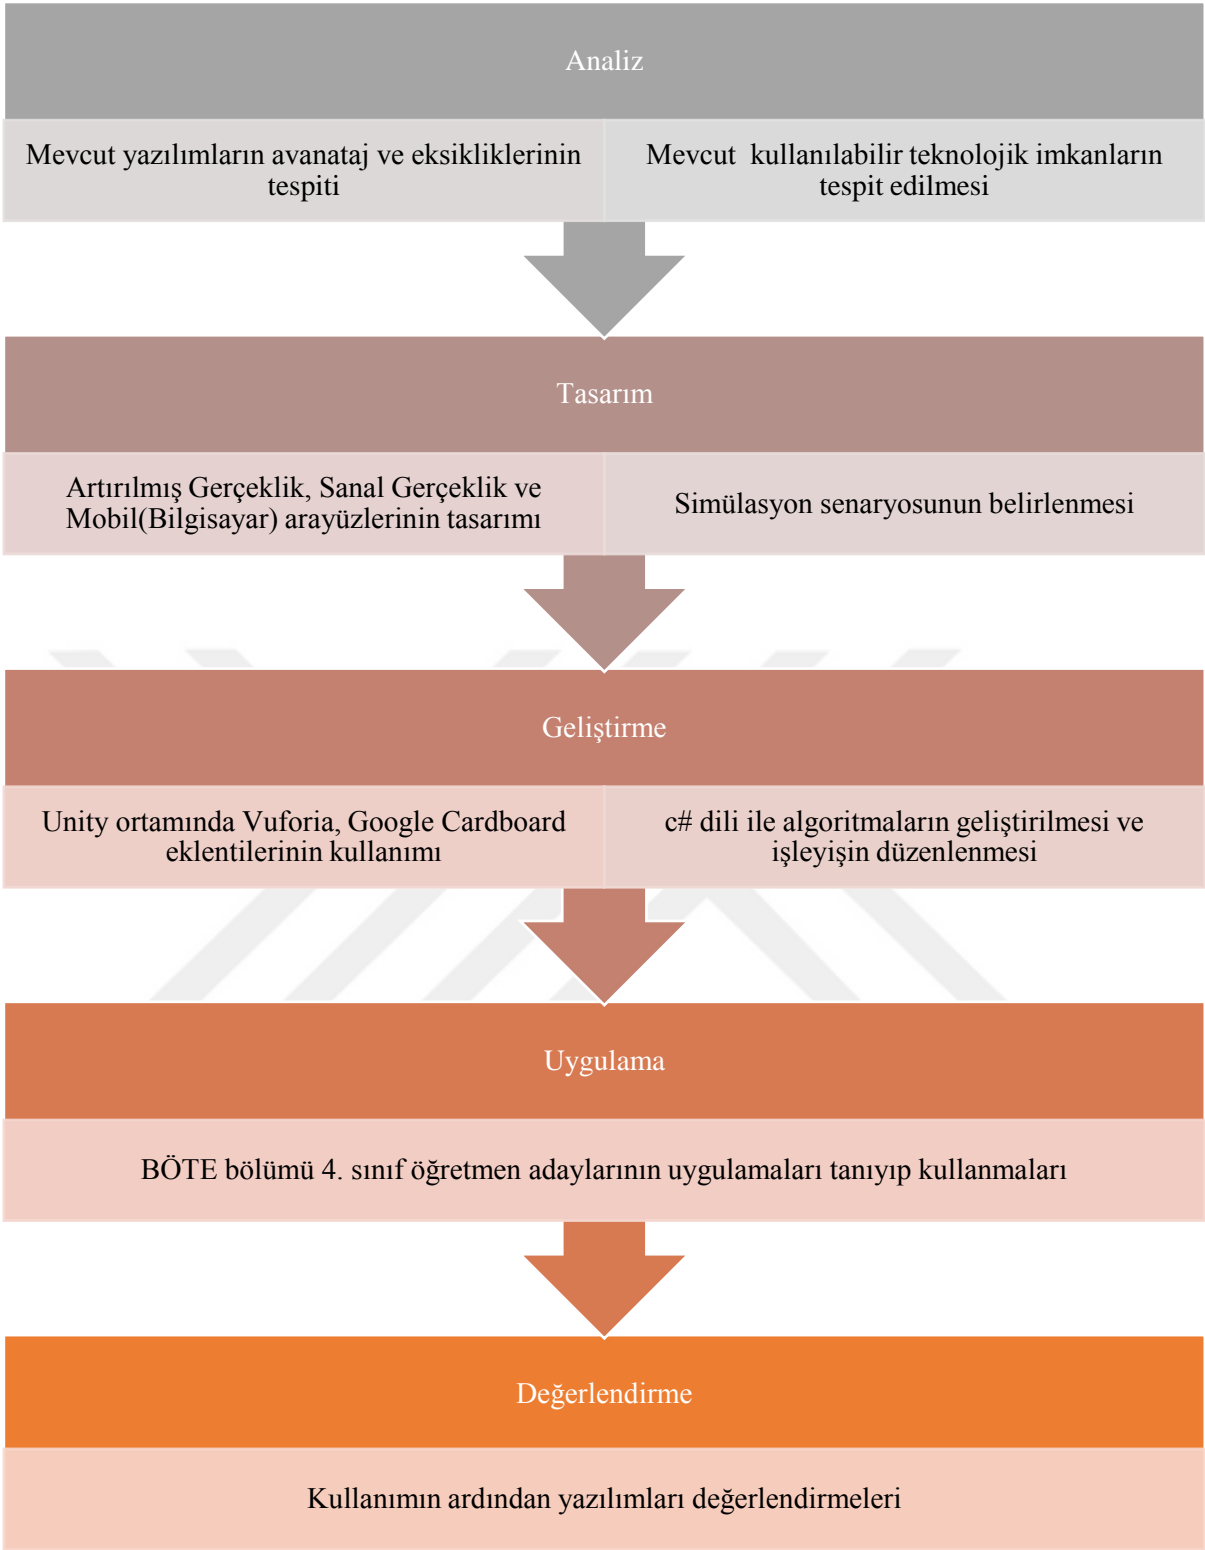 Analiz
Mevcut yazılımların avanataj ve eksikliklerinin
tespiti
Mevcut  kullanılabilir teknolojik imkanların
tespit edilmesi
Tasarım
Artırılmış Gerçeklik, Sanal Gerçeklik ve
Mobil(Bilgisayar) arayüzlerinin tasarımı
Simülasyon senaryosunun belirlenmesi
Geliştirme
Unity ortamında Vuforia, Google Cardboard
eklentilerinin kullanımı
c# dili ile algoritmaların geliştirilmesi ve
işleyişin düzenlenmesi
Uygulama
BÖTE bölümü 4. sınıf öğretmen adaylarının uygulamaları tanıyıp kullanmaları
Değerlendirme
Kullanımın ardından yazılımları değerlendirmeleri